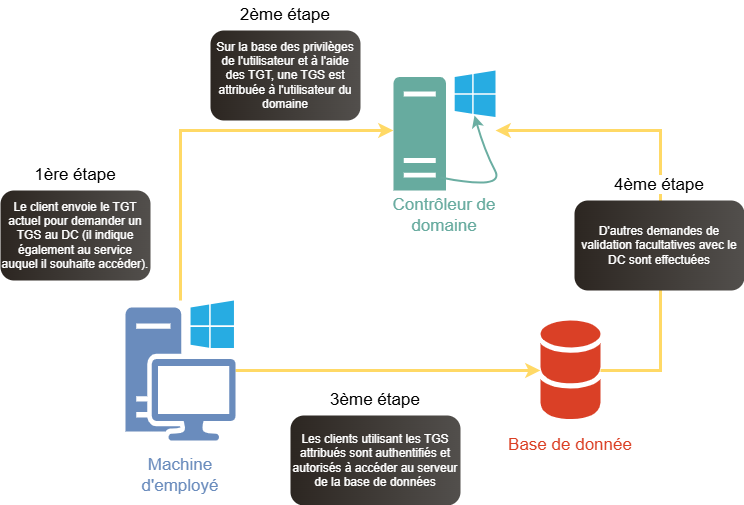 2ème étape
Sur la base des privilèges
de l'utilisateur et à l'aide
des TGT, une TGS est
attribuée à l'utilisateur du
domaine
1ère étape
Le client envoie le TGT
actuel pour demander un
TGS au DC (il indique
également au service
auquel il souhaite accéder).
Contrôleur de
domaine
4ème étape
D'autres demandes de
validation facultatives avec le
DC sont effectuées
3ème étape
Les clients utilisant les TGS
attribués sont authentifiés et
autorisés à accéder au serveur
de la base de données
Machine
d'employé
Base de donnée